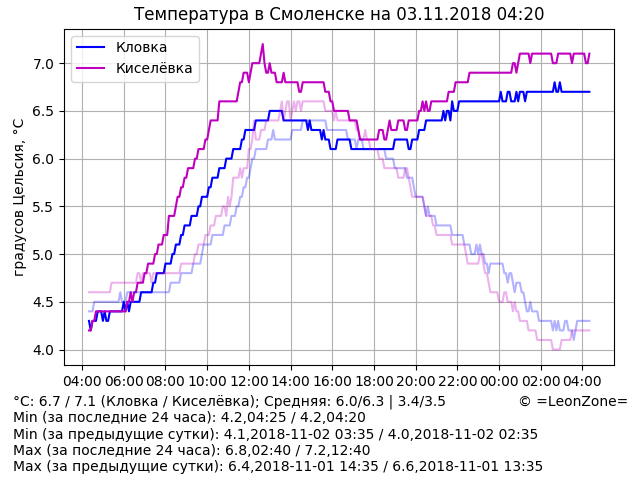 Температура в Смоленске на 03.11.2018 04:20
Кловка
Киселёвка
градусов Цельсия, °C
7.0
6.5
6.0
5.5
5.0
4.5
4.0
04:00 06:00 08:00 10:00 12:00 14:00 16:00 18:00 20:00 22:00 00:00 02:00 04:00
°C: 6.7 / 7.1 (Кловка / Киселёвка); Средняя: 6.0/6.3 | 3.4/3.5 © =LeonZone=
Min (за последние 24 часа): 4.2,04:25 / 4.2,04:20
Min (за предыдущие сутки): 4.1,2018-11-02 03:35 / 4.0,2018-11-02 02:35
Max (за последние 24 часа): 6.8,02:40 / 7.2,12:40
Max (за предыдущие сутки): 6.4,2018-11-01 14:35 / 6.6,2018-11-01 13:35